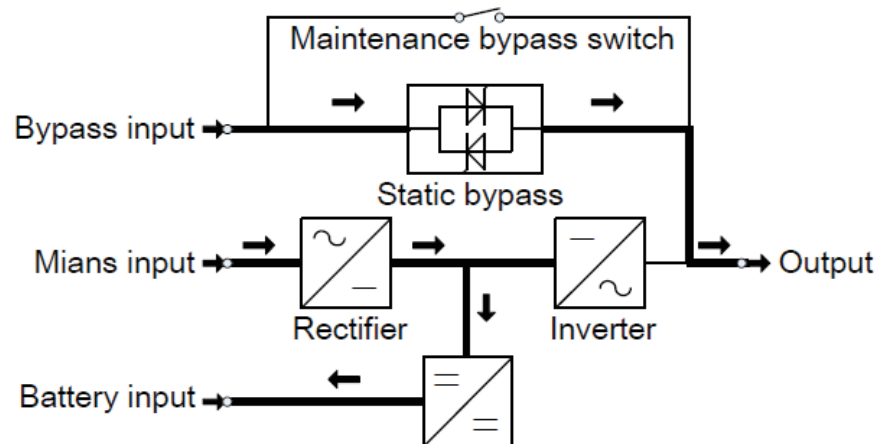 Maintenance bypass switch
Bypass input
Static bypass
Mians input
Output
Rectifier
Inverter
Battery input